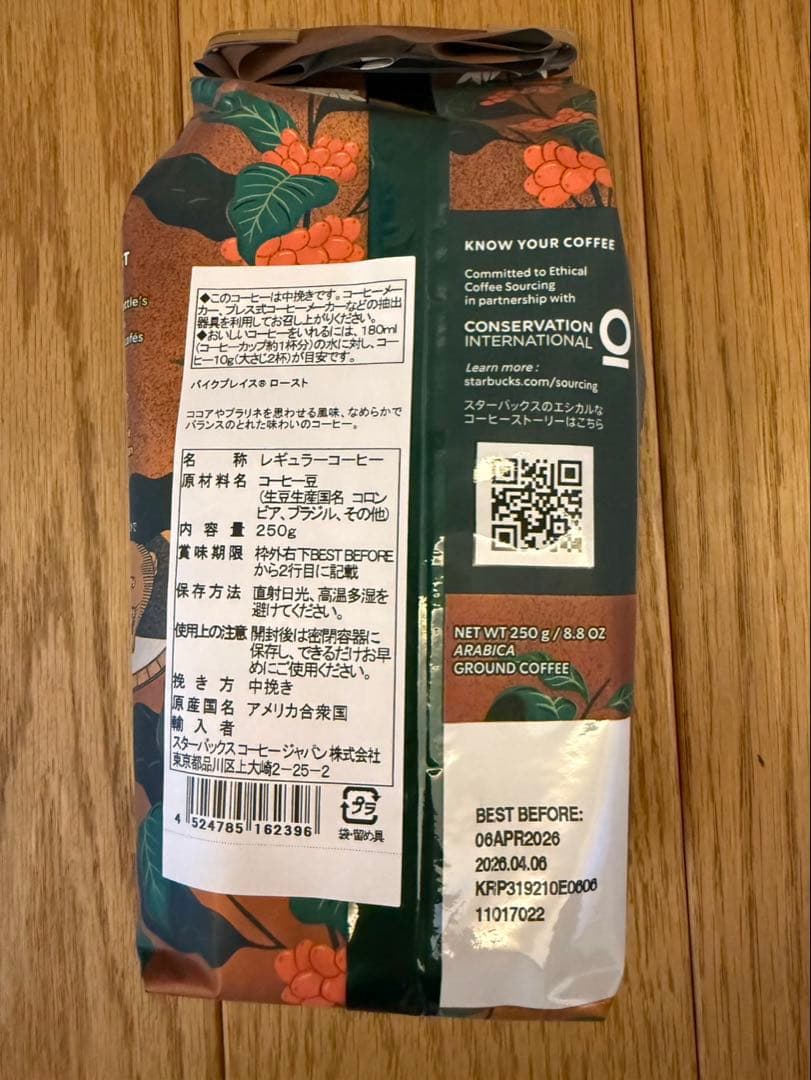 ◆このコーヒーは中挽きです。コーヒーメー
カー、プレス式コーヒーメーカーなどの抽出
器具を利用してお召し上がりください。
◆おいしいコーヒーをいれるには、180ml
(コーヒーカップ約1杯分)の水に対し、コー
ヒー10g(大さじ2杯)が目安です。
パイクプレイス® ロースト
ココアやプラリネを思わせる風味、なめらかで
バランスのとれた味わいのコーヒー。
名 称 レギュラーコーヒー
原材料名 コーヒー豆
(生豆生産国名 コロン
ビア、ブラジル、その他)
内容量 250g
賞味期限 枠外右下BEST BEFORE
から2行目に記載
保存方法 直射日光、高温多湿を
避けてください。
使用上の注意 開封後は密閉容器に
保存し、できるだけお早
めにご使用ください。
挽き方 中挽き
原産国名 アメリカ合衆国
輸入者
スターバックス コーヒー ジャパン 株式会社
東京都品川区上大崎2-25-2
4 524785 162396
プラ
袋・留め具
KNOW YOUR COFFEE
Committed to Ethical
Coffee Sourcing
in partnership with
CONSERVATION
INTERNATIONAL
Learn more :
starbucks.com/sourcing
スターバックスのエシカルな
コーヒーストーリーはこちら
NET WT 250 g / 8.8 OZ
ARABICA
GROUND COFFEE
BEST BEFORE:
06APR2026
2026.04.06
KRP319210E0606
11017022